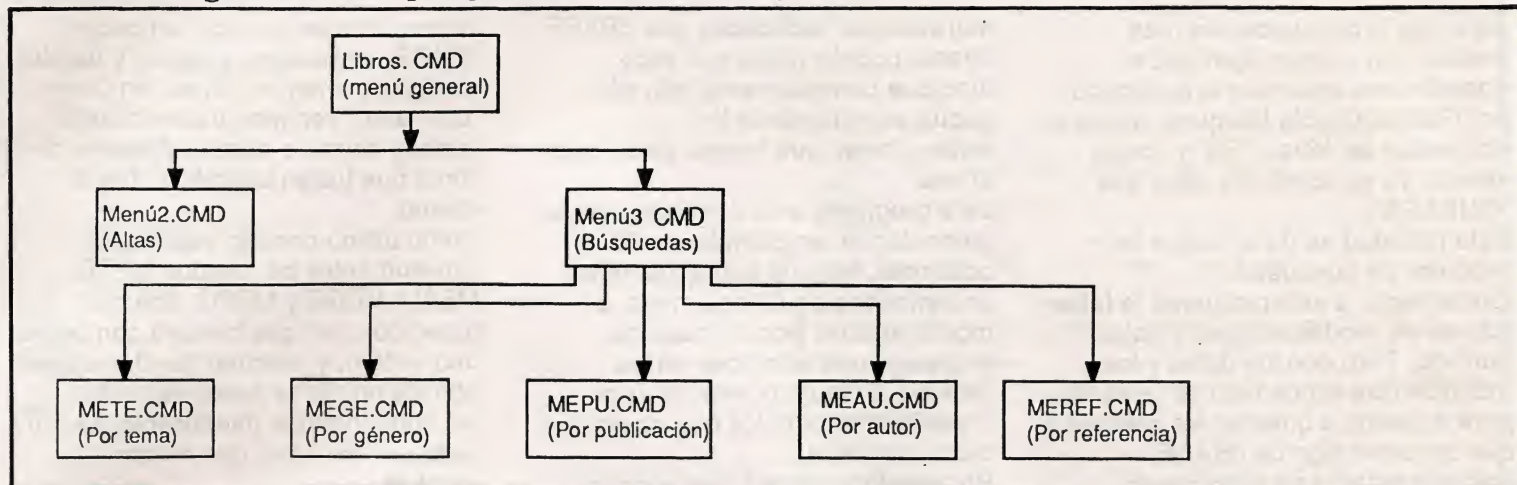 Libros. CMD
(menú general)
Menú2.CMD
(Altas)
Menú3 CMD
(Búsquedas)
METE.CMD
(Por tema)
MEGE.CMD
(Por género)
MEPU.CMD
(Por publicación)
MEAU.CMD
(Por autor)
MEREF.CMD
(Por referencia)